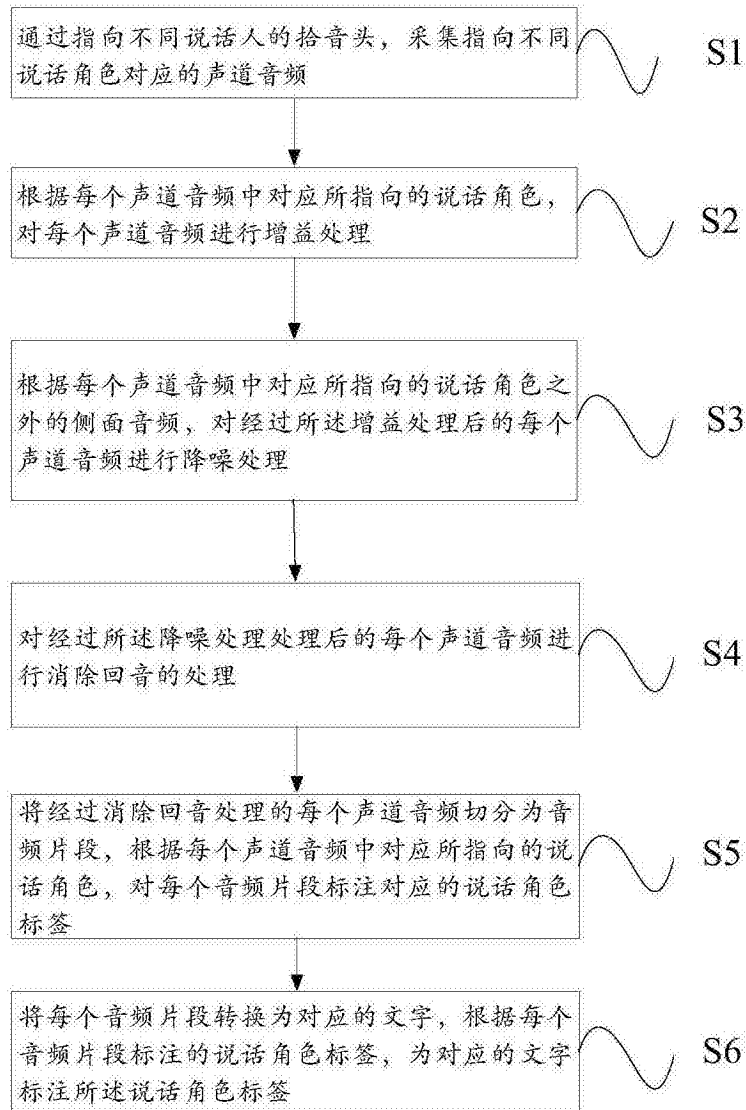 通过指向不同说话人的拾音头，采集指向不同
说话角色对应的声道音频
S1
根据每个声道音频中对应所指向的说话角色，
对每个声道音频进行增益处理
S2
根据每个声道音频中对应所指向的说话角色之
外的侧面音频，对经过所述增益处理后的每个
声道音频进行降噪处理
S3
对经过所述降噪处理处理后的每个声道音频进
行消除回音的处理
S4
将经过消除回音处理的每个声道音频切分为音
频片段，根据每个声道音频中对应所指向的说
话角色，对每个音频片段标注对应的说话角色
标签
S5
将每个音频片段转换为对应的文字，根据每个
音频片段标注的说话角色标签，为对应的文字
标注所述说话角色标签
S6